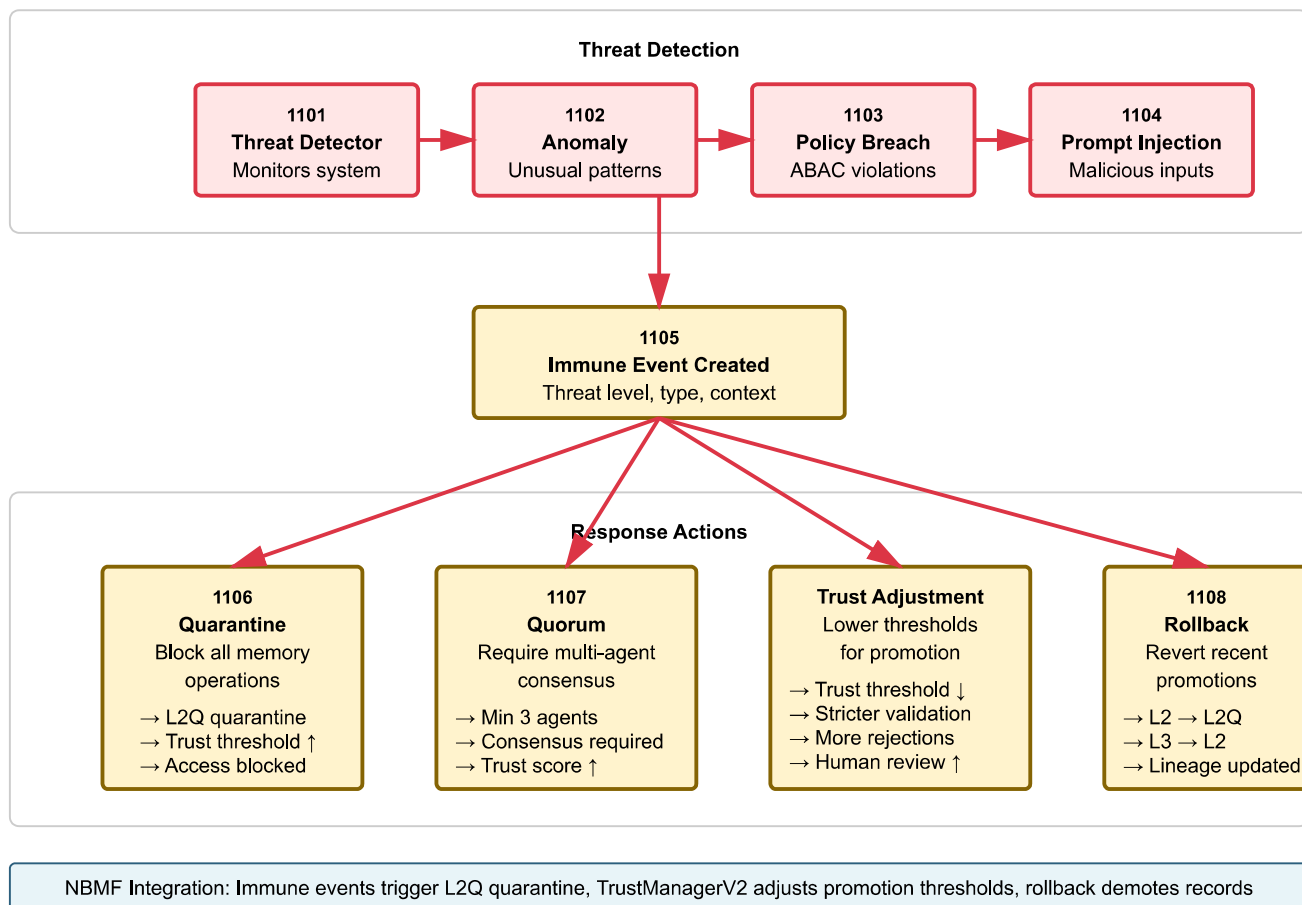 Threat Detection
1101
Threat Detector
Monitors system
1102
Anomaly
Unusual patterns
1103
Policy Breach
ABAC violations
1104
Prompt Injection
Malicious inputs
1105
Immune Event Created
Threat level, type, context
Response Actions
1106
Quarantine
Block all memory
operations
→ L2Q quarantine
→ Trust threshold ↑
→ Access blocked
1107
Quorum
Require multi-agent
consensus
→ Min 3 agents
→ Consensus required
→ Trust score ↑
Trust Adjustment
Lower thresholds
for promotion
→ Trust threshold ↓
→ Stricter validation
→ More rejections
→ Human review ↑
1108
Rollback
Revert recent
promotions
→ L2 → L2Q
→ L3 → L2
→ Lineage updated
NBMF Integration: Immune events trigger L2Q quarantine, TrustManagerV2 adjusts promotion thresholds, rollback demotes records